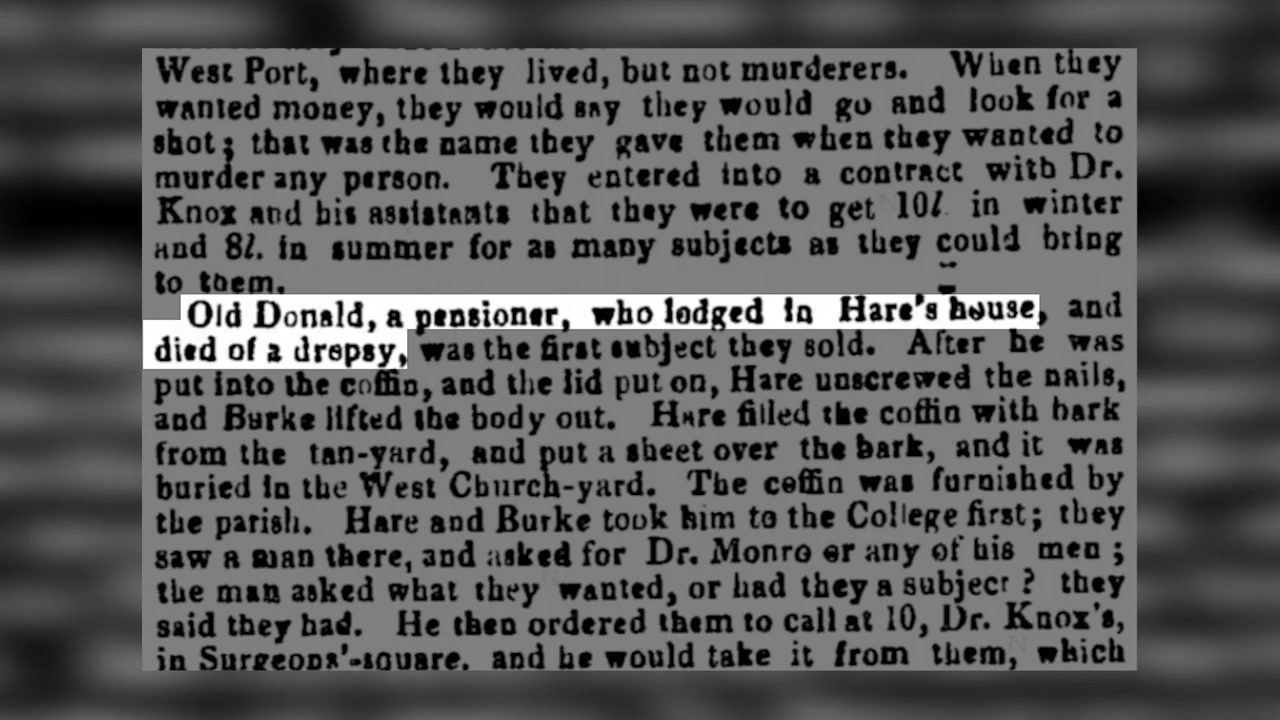 West Port, where they lived, but not murderers. When they
wanted money, they would say they would go and look for a
shot; that was the name they gave them when they wanted to
murder any person. They entered into a contract with Dr.
Knox and his assistants that they were to get 10l. in winter
and 8l. in summer for as many subjects as they could bring
to them.
Old Donald, a pensioner, who lodged in Hare's house, and
died of a dropsy, was the first subject they sold. After he was
put into the coffin, and the lid put on, Hare unscrewed the nails,
and Burke lifted the body out. Hare filled the coffin with bark
from the tan-yard, and put a sheet over the bark, and it was
buried in the West Church-yard. The coffin was furnished by
the parish. Hare and Burke took him to the College first; they
saw a man there, and asked for Dr. Monro or any of his men;
the man asked what they wanted, or had they a subject? they
said they had. He then ordered them to call at 10, Dr. Knox's,
in Surgeons'-square, and he would take it from them, which